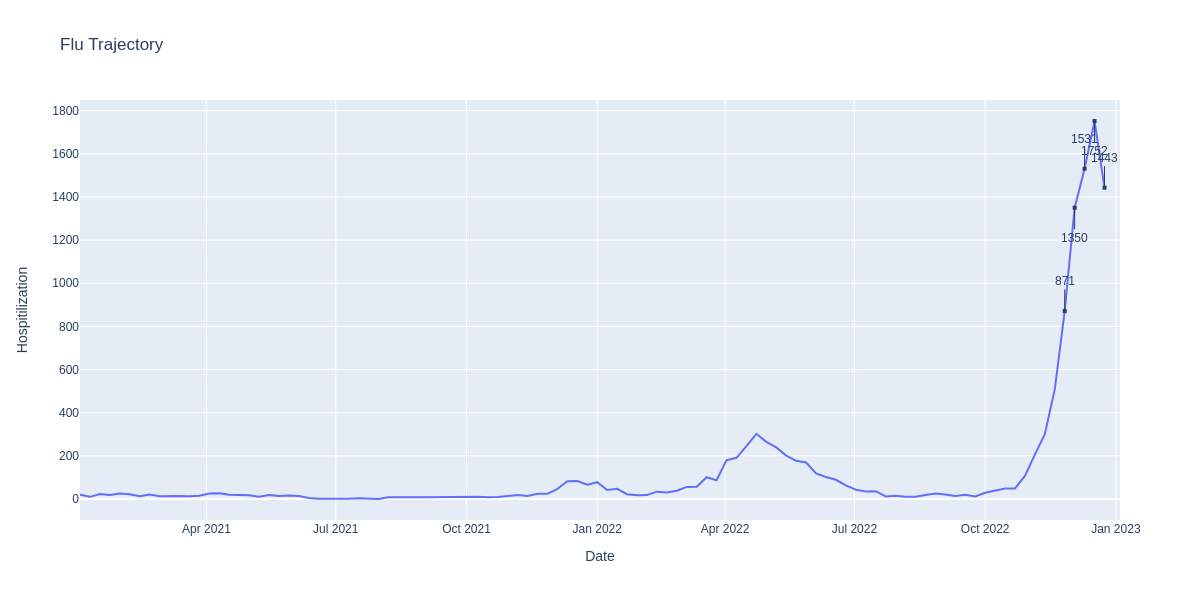 Flu Trajectory
1800
1600
1400
1200
1000
800
600
400
200
0
Hospitilization
1531
1752
1443
1350
871
Apr 2021
Jul 2021
Oct 2021
Jan 2022
Apr 2022
Jul 2022
Oct 2022
Jan 2023
Date